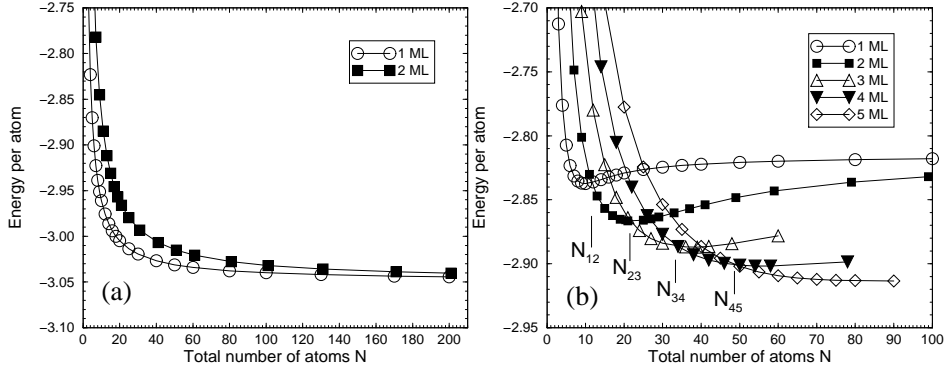 −2.75
−2.80
−2.85
−2.90
−2.95
−3.00
−3.05
−3.10
Energy per atom
0 20 40 60 80 100 120 140 160 180 200
Total number of atoms N
1 ML
2 ML
(a)
−2.70
−2.75
−2.80
−2.85
−2.90
−2.95
Energy per atom
0 10 20 30 40 50 60 70 80 90 100
Total number of atoms N
1 ML
2 ML
3 ML
4 ML
5 ML
N12
N23
N34
N45
(b)